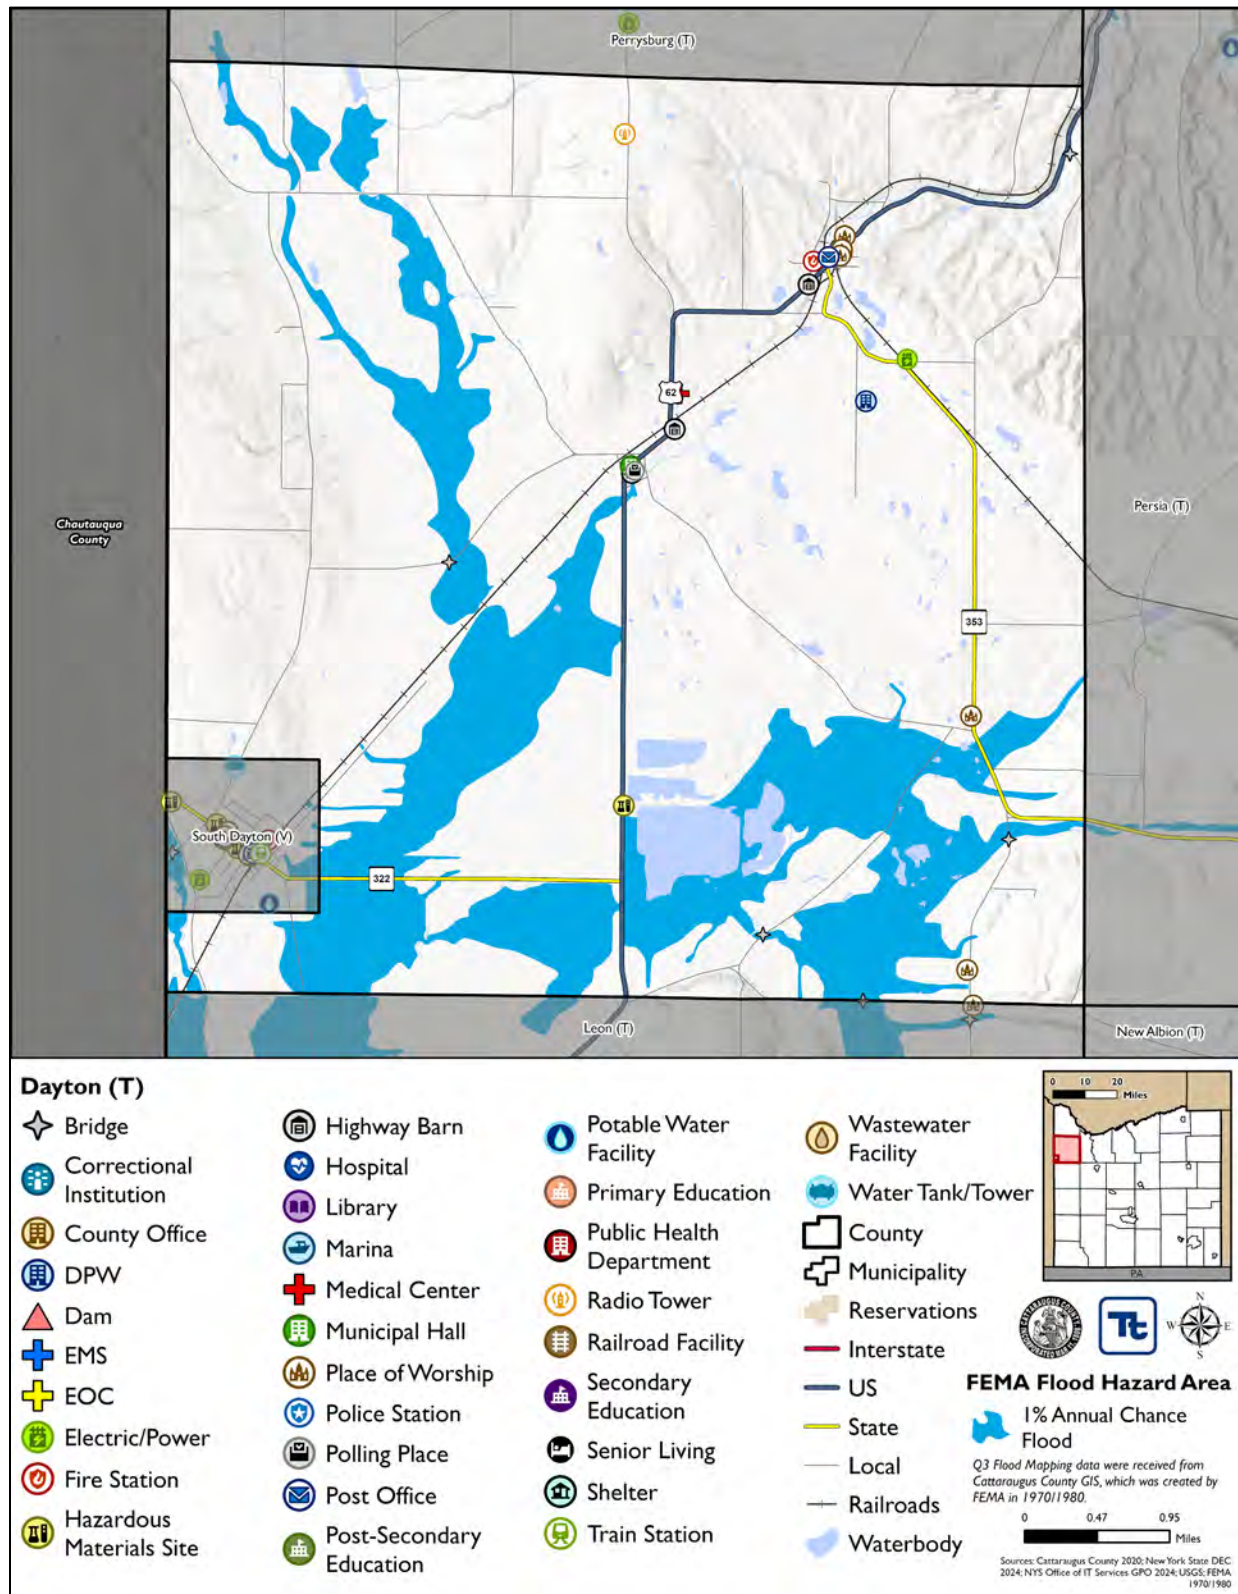 Perrysburg (T)
62
Chautauqua
County
Persia (T)
353
South Dayton (V)
322
Leon (T)
New Albion (T)
Dayton (T)
Bridge
Correctional
Institution
County Office
DPW
Dam
EMS
EOC
Electric/Power
Fire Station
Hazardous
Materials Site
Highway Barn
Hospital
Library
Marina
Medical Center
Municipal Hall
Place of Worship
Police Station
Polling Place
Post Office
Post-Secondary
Education
Potable Water
Facility
Primary Education
Public Health
Department
Radio Tower
Railroad Facility
Secondary
Education
Senior Living
Shelter
Train Station
Wastewater
Facility
Water Tank/Tower
County
Municipality
Reservations
Interstate
US
State
Local
Railroads
Waterbody
0 10 20
Miles
PA
Tt
N
W E
S
FEMA Flood Hazard Area
1% Annual Chance
Flood
Q3 Flood Mapping data were received from
Cattaraugus County GIS, which was created by
FEMA in 1970/1980.
0 0.47 0.95
Miles
Sources: Cattaraugus County 2020; New York State DEC
2024; NYS Office of IT Services GPO 2024; USGS; FEMA
1970/1980